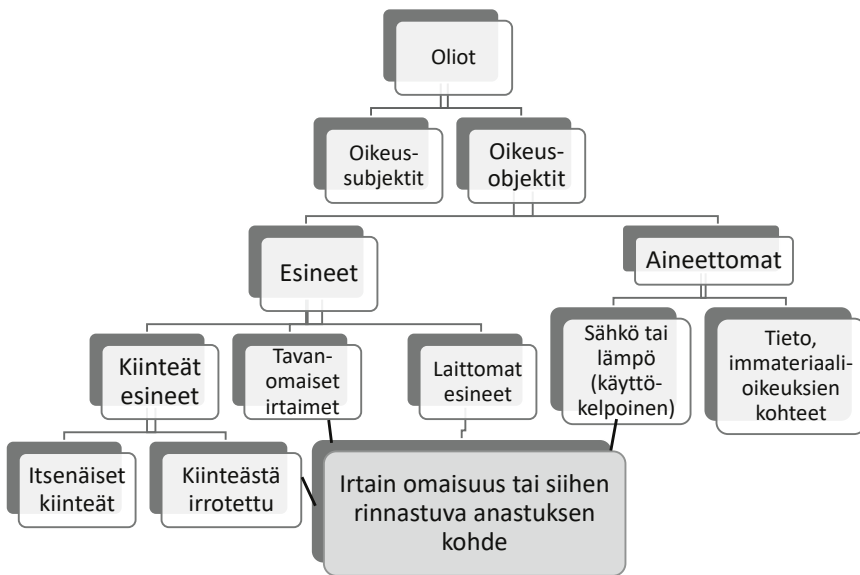 Oliot
Oikeus-
subjektit
Oikeus-
objektit
Esineet
Aineettomat
Kiinteät
esineet
Tavan-
omaiset
irtaimet
Laittomat
esineet
Sähkö tai
lämpö
(käyttö-
kelpoinen)
Tieto,
immateriaali-
oikeuksien
kohteet
Itsenäiset
kiinteät
Kiinteästä
irrotettu
Irtain omaisuus tai siihen
rinnastuva anastuksen
kohde